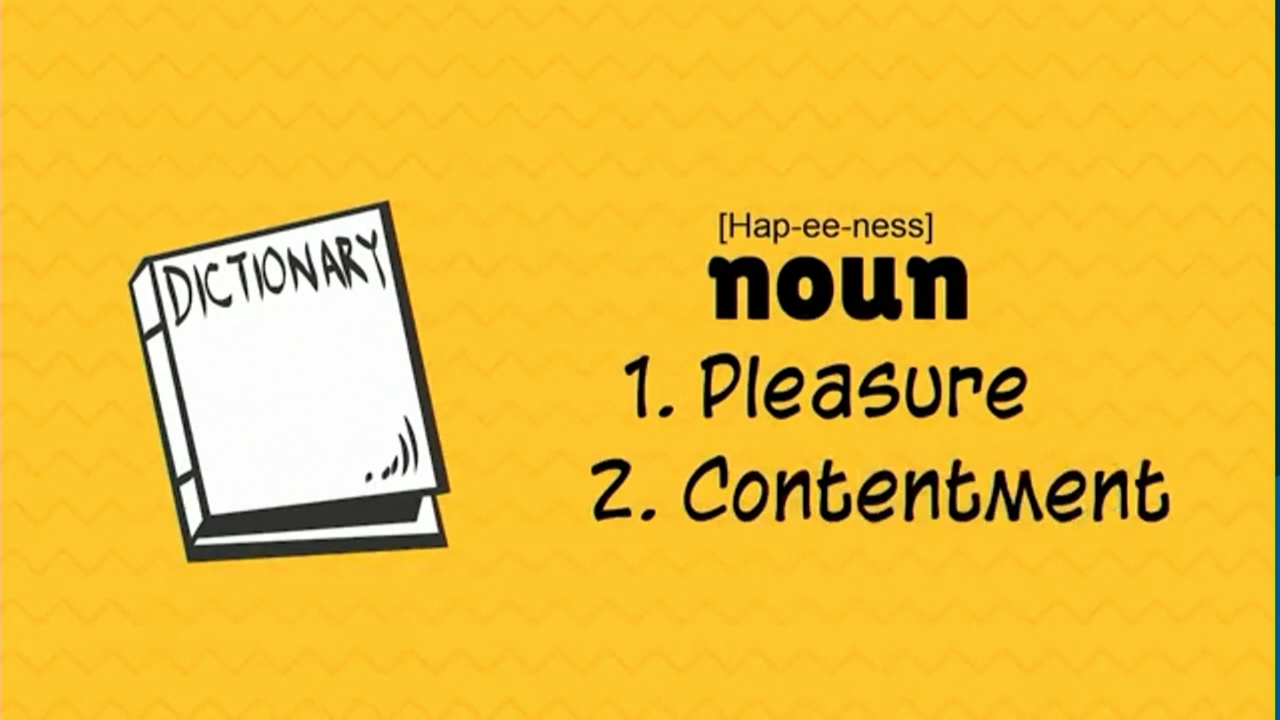 DICTIONARY
[Hap-ee-ness]
noun
1. Pleasure
2. Contentment